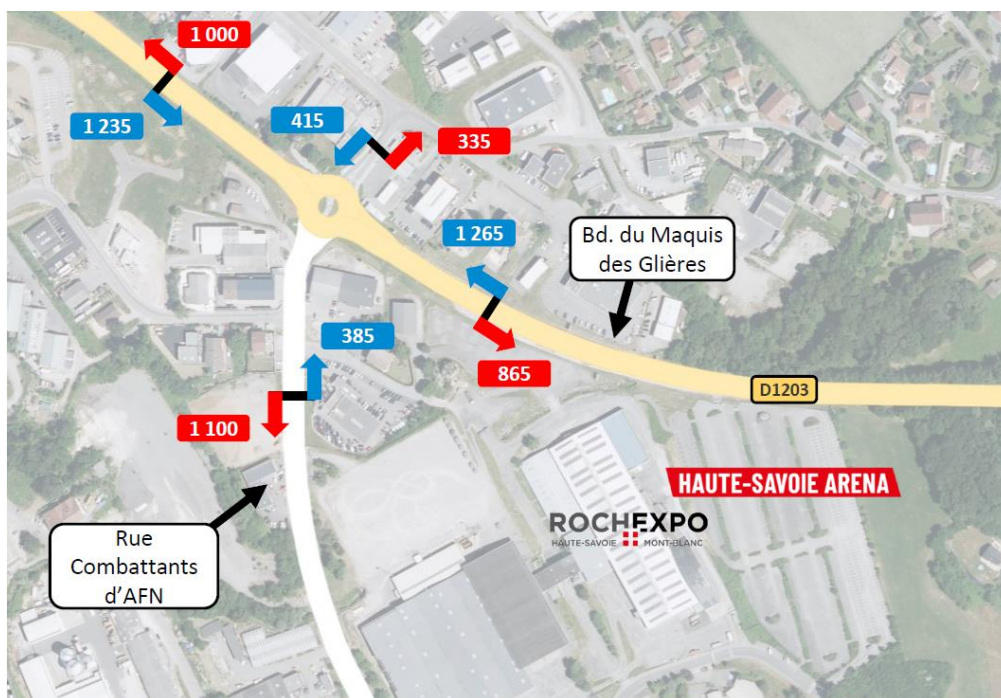 1 000
1 235
415
335
1 265
Bd. du Maquis
des Glières
385
865
D1203
1 100
HAUTE-SAVOIE ARENA
ROCHEXPO
HAUTE-SAVOIE MONT-BLANC
Rue
Combattants
d'AFN